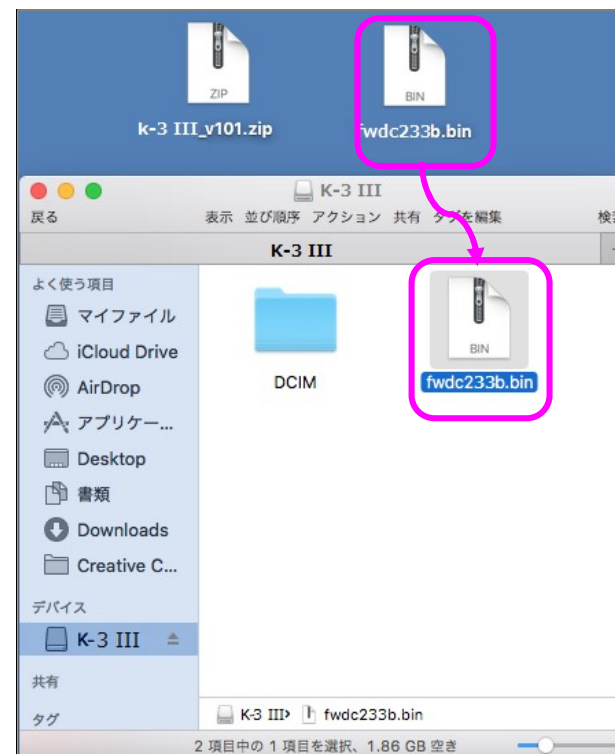 ZIP
BIN
k-3 III_v101.zip
fwdc233b.bin
K-3 III
戻る
表示 並び順序 アクション 共有 タグを編集
K-3 III
よく使う項目
マイファイル
iCloud Drive
AirDrop
アプリケー...
Desktop
書類
Downloads
Creative C...
デバイス
K-3 III
共有
タグ
DCIM
BIN
fwdc233b.bin
K-3 III› fwdc233b.bin
2 項目中の 1 項目を選択、1.86 GB 空き